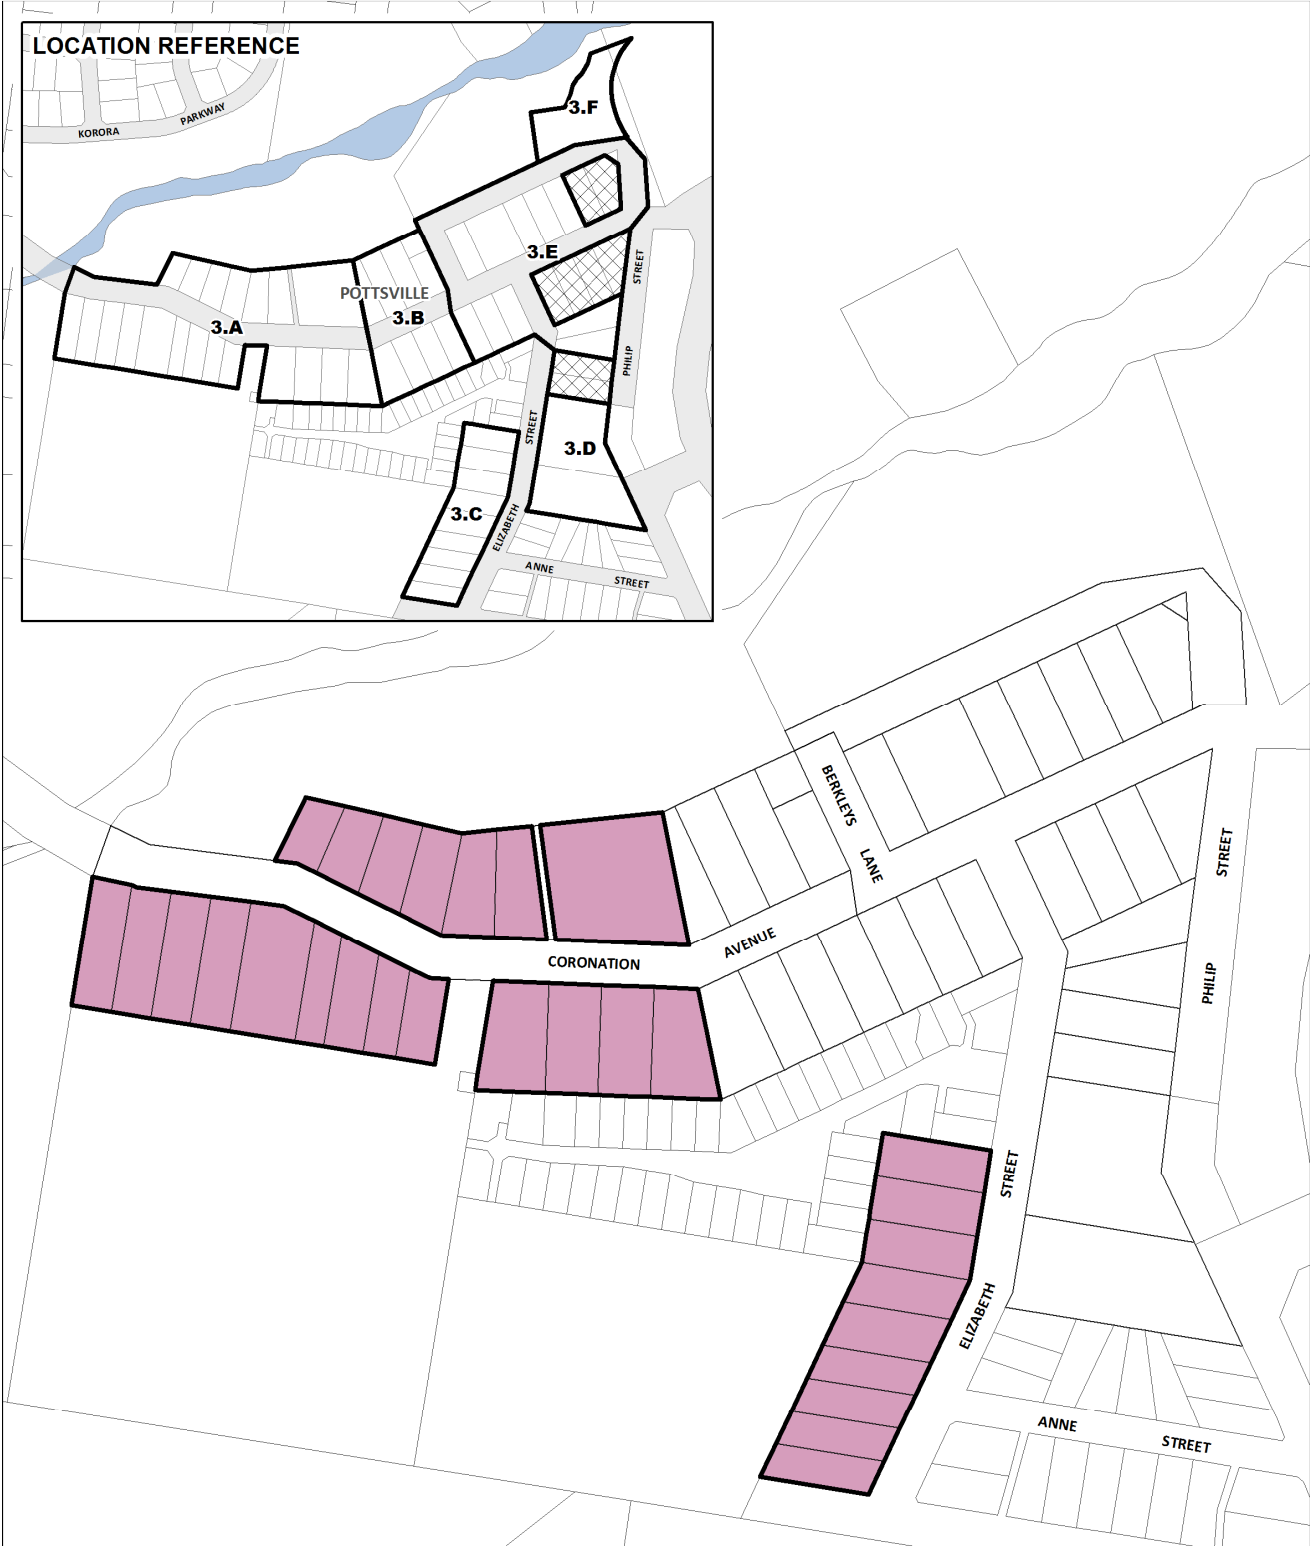 LOCATION REFERENCE
KORORA
PARKWAY
3.F
3.E
STREET
POTTSVILLE
3.B
3.A
PHILIP
STREET
3.D
3.C
ELIZABETH
ANNE
STREET
BERKLEYS
LANE
STREET
AVENUE
CORONATION
PHILIP
STREET
ELIZABETH
ANNE
STREET